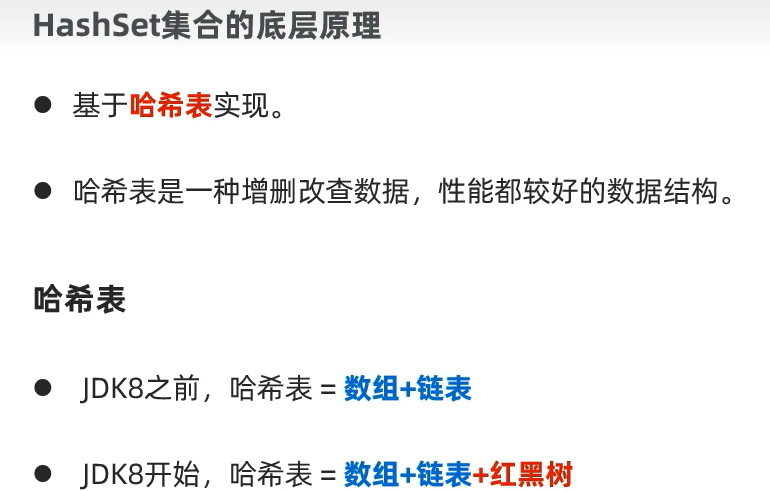 HashSet集合的底层原理
● 基于哈希表实现。
● 哈希表是一种增删改查数据，性能都较好的数据结构。
哈希表
● JDK8之前，哈希表 = 数组+链表
● JDK8开始，哈希表 = 数组+链表+红黑树